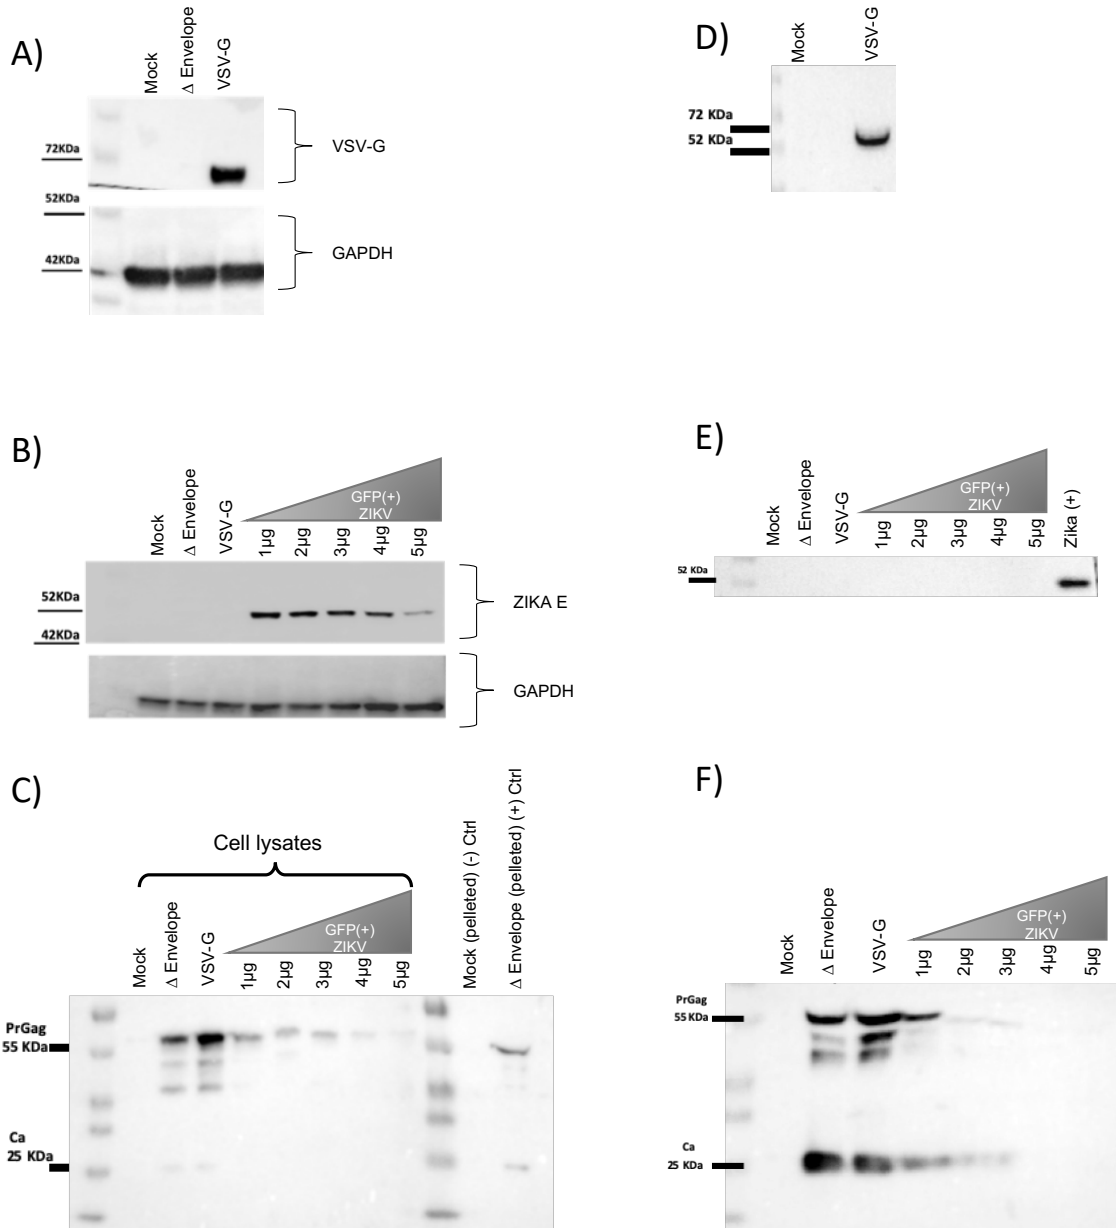 A)
Mock
Δ Envelope
VSV-G
72KDa
VSV-G
52KDa
GAPDH
42KDa
D)
Mock
VSV-G
72 KDa
52 KDa
B)
Mock
Δ Envelope
VSV-G
GFP(+)
ZIKV
1µg
2µg
3µg
4µg
5µg
52KDa
ZIKA E
42KDa
GAPDH
E)
Mock
Δ Envelope
VSV-G
GFP(+)
ZIKV
1µg
2µg
3µg
4µg
5µg
Zika (+)
52 KDa
C)
Cell lysates
Mock
Δ Envelope
VSV-G
GFP(+)
ZIKV
1µg
2µg
3µg
4µg
5µg
Mock (pelleted) (-) Ctrl
Δ Envelope (pelleted) (+) Ctrl
PrGag
55 KDa
Ca
25 KDa
F)
Mock
Δ Envelope
VSV-G
GFP(+)
ZIKV
1µg
2µg
3µg
4µg
5µg
PrGag
55 KDa
Ca
25 KDa